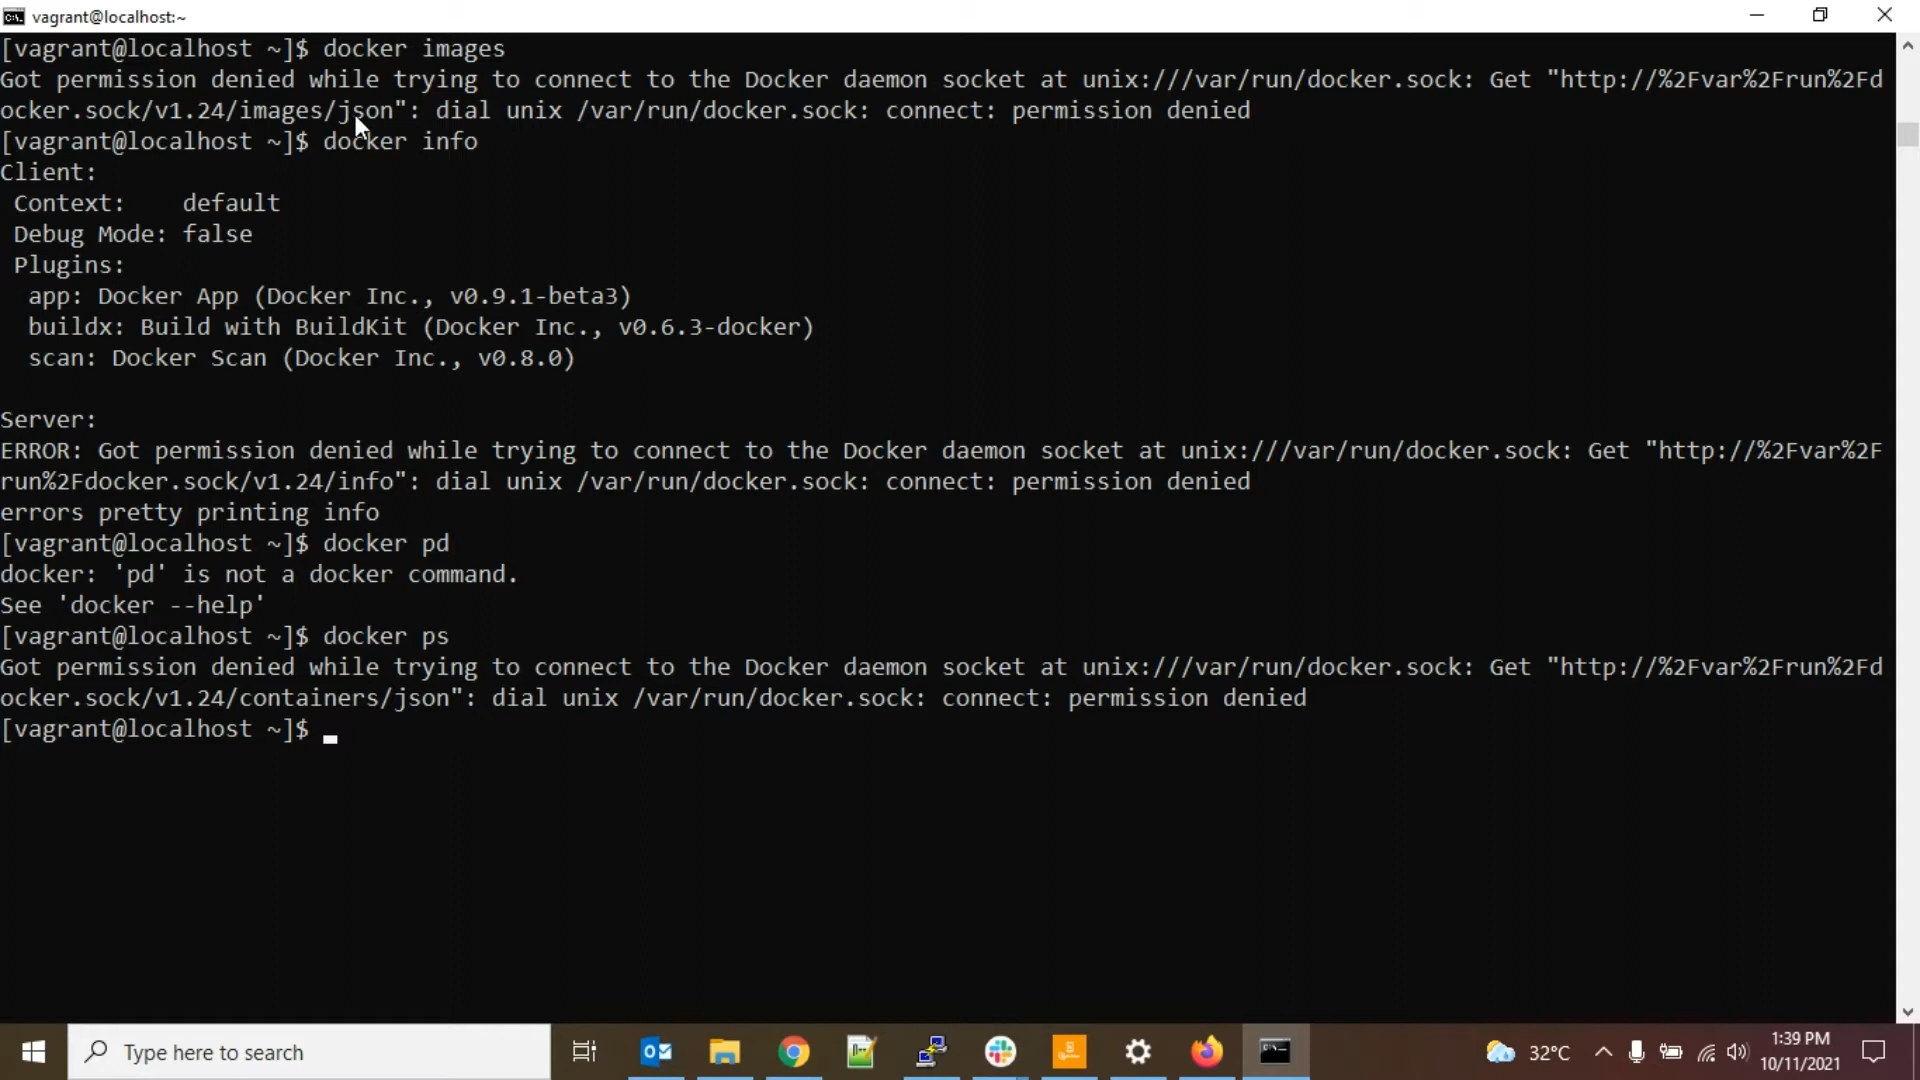 vagrant@localhost:~
[vagrant@localhost ~]$ docker images
Got permission denied while trying to connect to the Docker daemon socket at unix:///var/run/docker.sock: Get "http://%2Fvar%2Frun%2Fd
ocker.sock/v1.24/images/json": dial unix /var/run/docker.sock: connect: permission denied
[vagrant@localhost ~]$ docker info
Client:
 Context:    default
 Debug Mode: false
 Plugins:
  app: Docker App (Docker Inc., v0.9.1-beta3)
  buildx: Build with BuildKit (Docker Inc., v0.6.3-docker)
  scan: Docker Scan (Docker Inc., v0.8.0)
Server:
ERROR: Got permission denied while trying to connect to the Docker daemon socket at unix:///var/run/docker.sock: Get "http://%2Fvar%2F
run%2Fdocker.sock/v1.24/info": dial unix /var/run/docker.sock: connect: permission denied
errors pretty printing info
[vagrant@localhost ~]$ docker pd
docker: 'pd' is not a docker command.
See 'docker --help'
[vagrant@localhost ~]$ docker ps
Got permission denied while trying to connect to the Docker daemon socket at unix:///var/run/docker.sock: Get "http://%2Fvar%2Frun%2Fd
ocker.sock/v1.24/containers/json": dial unix /var/run/docker.sock: connect: permission denied
[vagrant@localhost ~]$
Type here to search
32°C
1:39 PM
10/11/2021